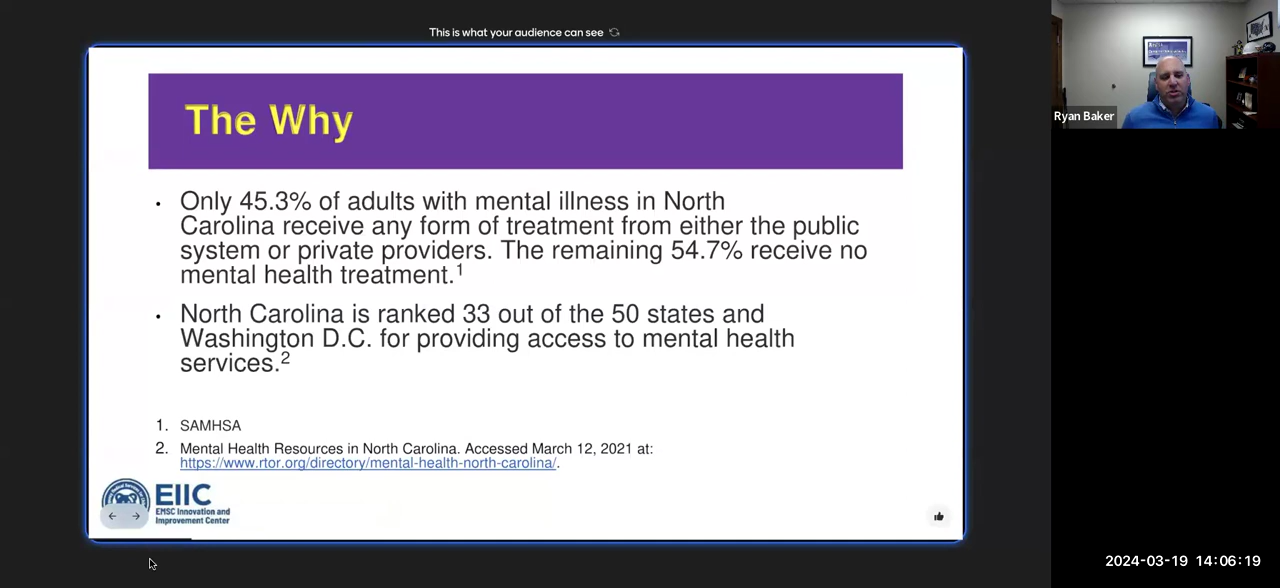 This is what your audience can see
The Why
• Only 45.3% of adults with mental illness in North
Carolina receive any form of treatment from either the public
system or private providers. The remaining 54.7% receive no
mental health treatment.1
• North Carolina is ranked 33 out of the 50 states and
Washington D.C. for providing access to mental health
services.2
1. SAMHSA
2. Mental Health Resources in North Carolina. Accessed March 12, 2021 at:
https://www.rtor.org/directory/mental-health-north-carolina/.
EIIC
EMSC Innovation and
Improvement Center
Ryan Baker
2024-03-19 14:06:19